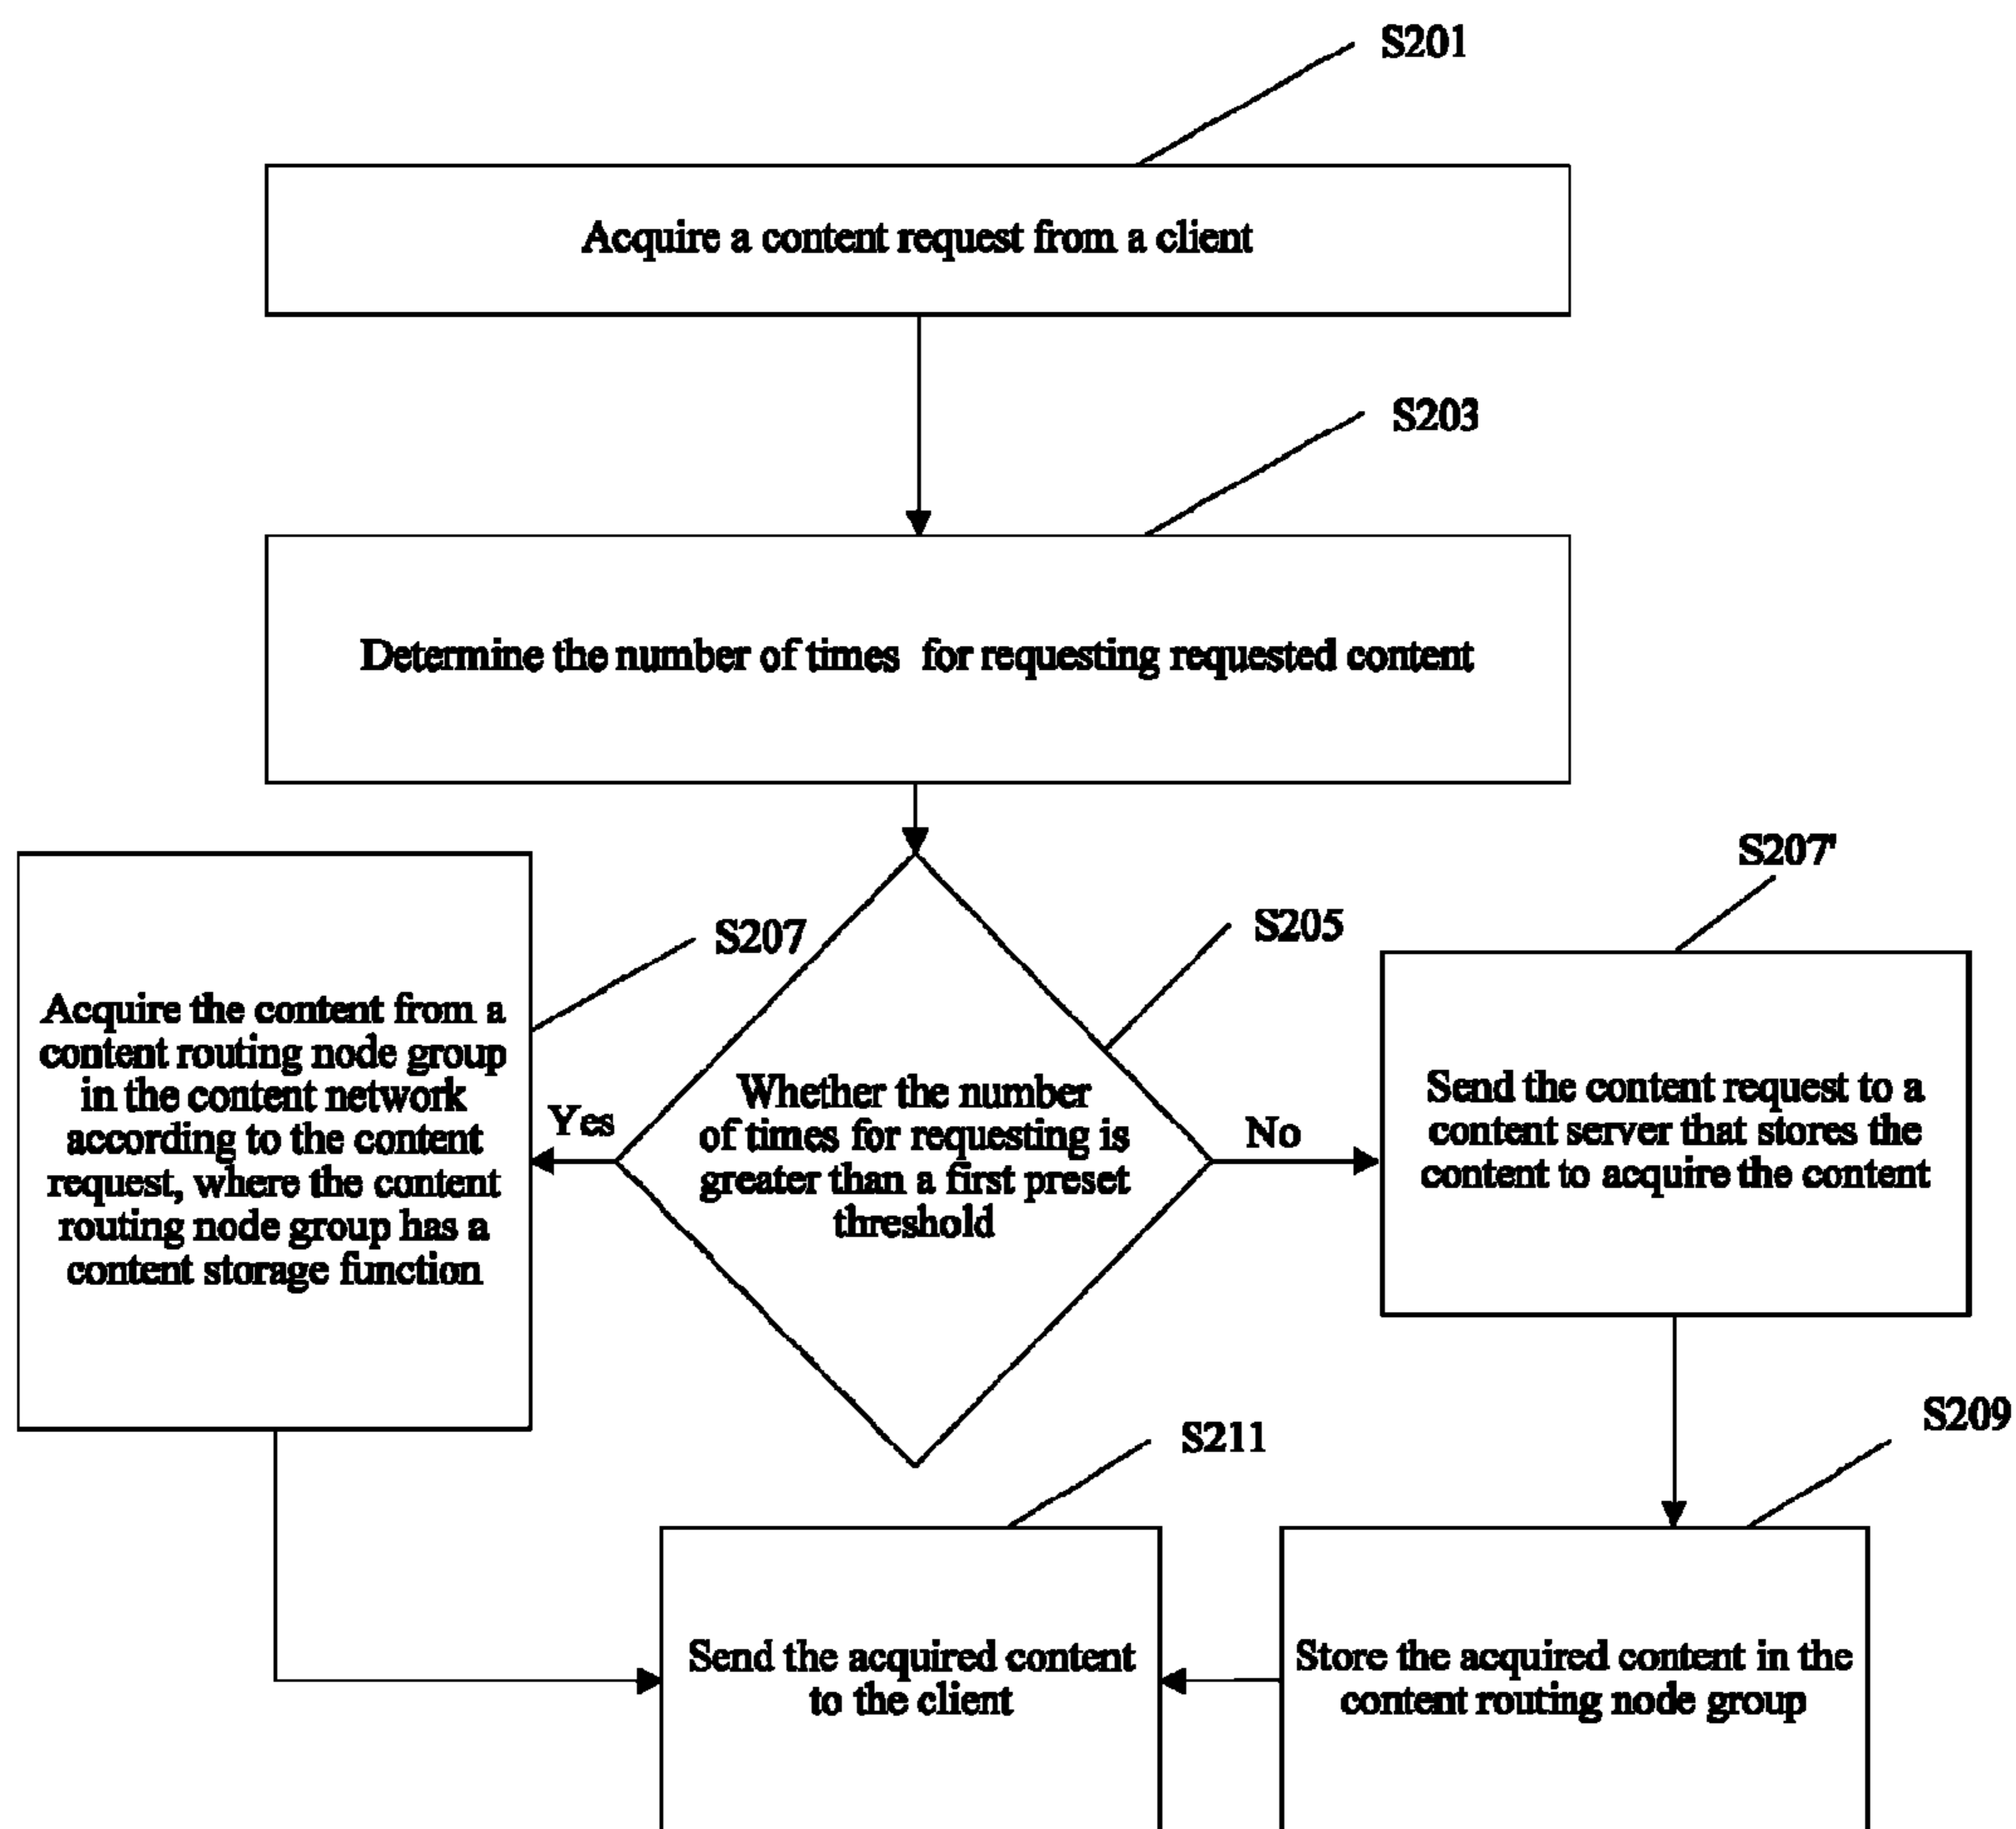 S201
Acquire a content request from a client
S203
Determine the number of times for requesting requested content
S207'
S207
S205
Acquire the content from a
content routing node group
in the content network
according to the content
request, where the content
routing node group has a
content storage function
Yes
Whether the number
of times for requesting is
greater than a first preset
threshold
No
Send the content request to a
content server that stores the
content to acquire the content
S211
S209
Send the acquired content
to the client
Store the acquired content in the
content routing node group